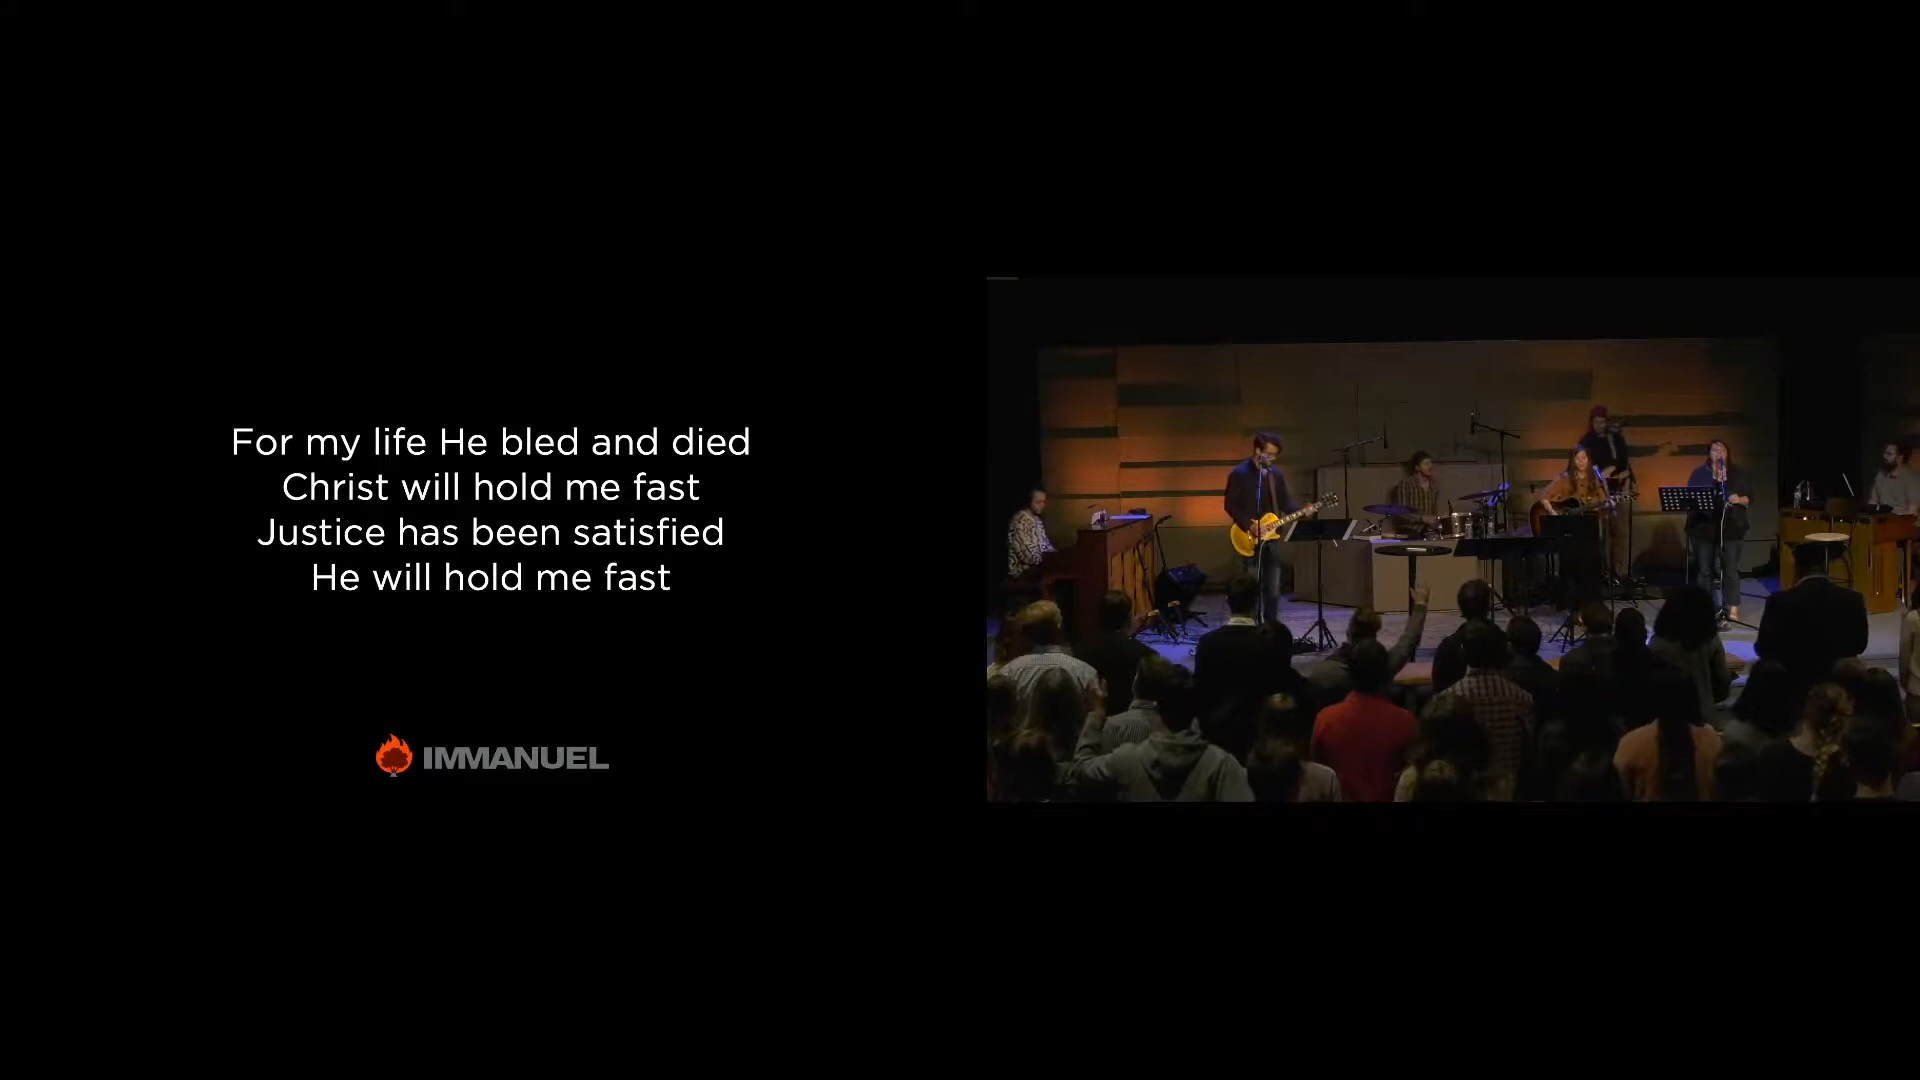 For my life He bled and died
Christ will hold me fast
Justice has been satisfied
He will hold me fast
IMMANUEL